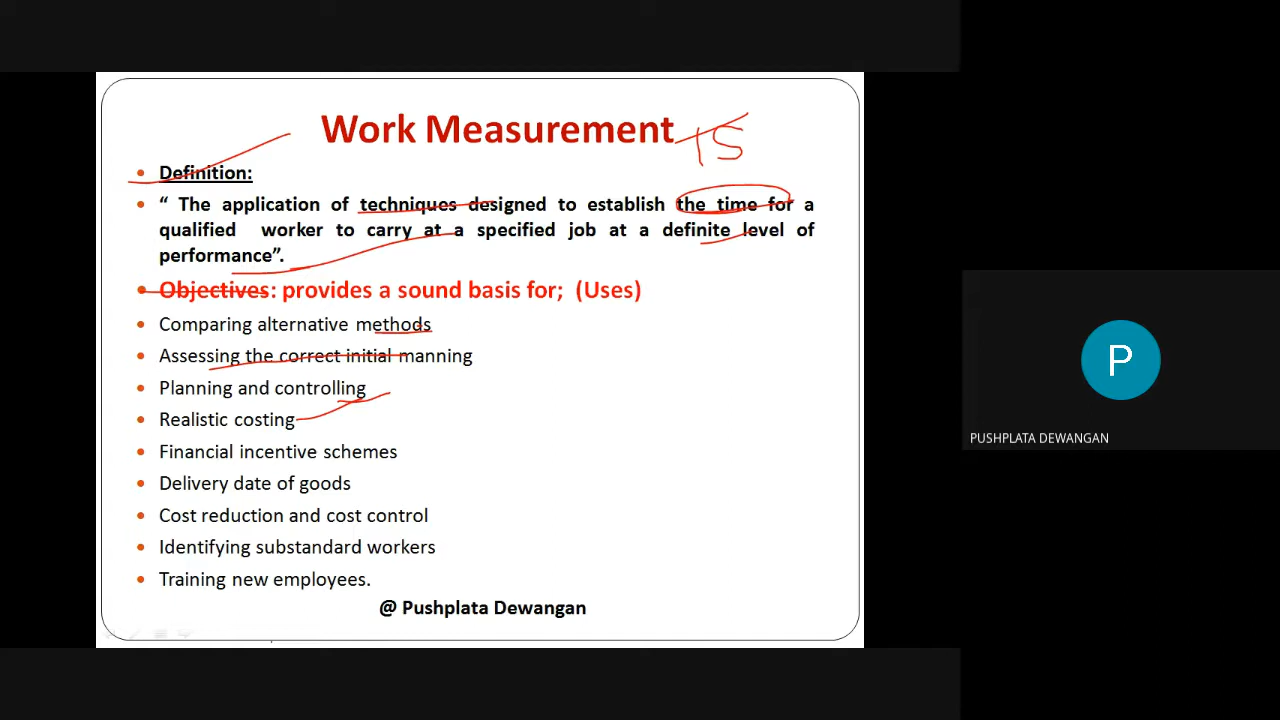 Work Measurement
TS
Definition:
“ The application of techniques designed to establish the time for a
qualified worker to carry at a specified job at a definite level of
performance”.
Objectives: provides a sound basis for; (Uses)
Comparing alternative methods
Assessing the correct initial manning
Planning and controlling
Realistic costing
Financial incentive schemes
Delivery date of goods
Cost reduction and cost control
Identifying substandard workers
Training new employees.
@ Pushplata Dewangan
P
PUSHPLATA DEWANGAN